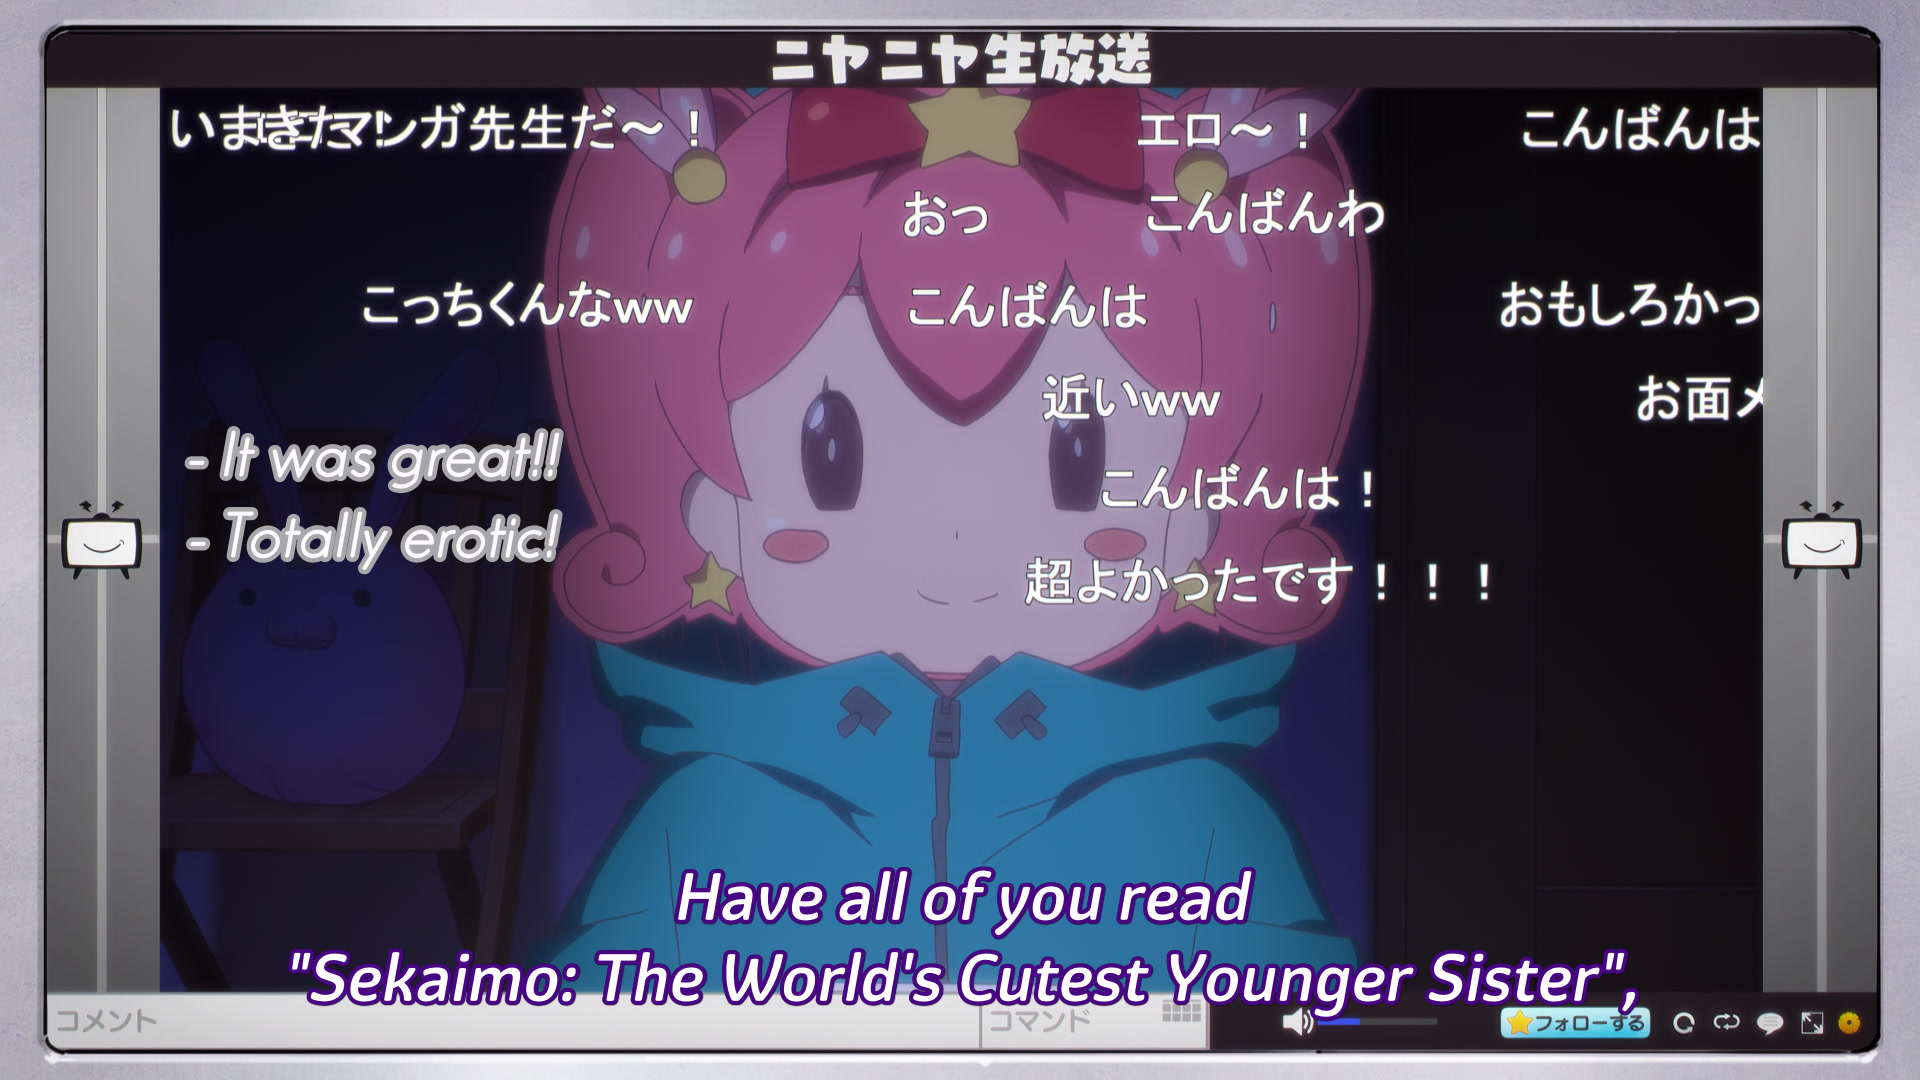 ニヤニヤ生放送
いまきたマンガ先生だ～！
エロ～！
こんばんは
おっ
こんばんわ
こっちくんなww
こんばんは
おもしろかっ
近いww
お面メ
- It was great!!
こんばんは！
- Totally erotic!
超よかったです！！！
Have all of you read
"Sekaimo: The World's Cutest Younger Sister",
コメント
コマンド
フォローする